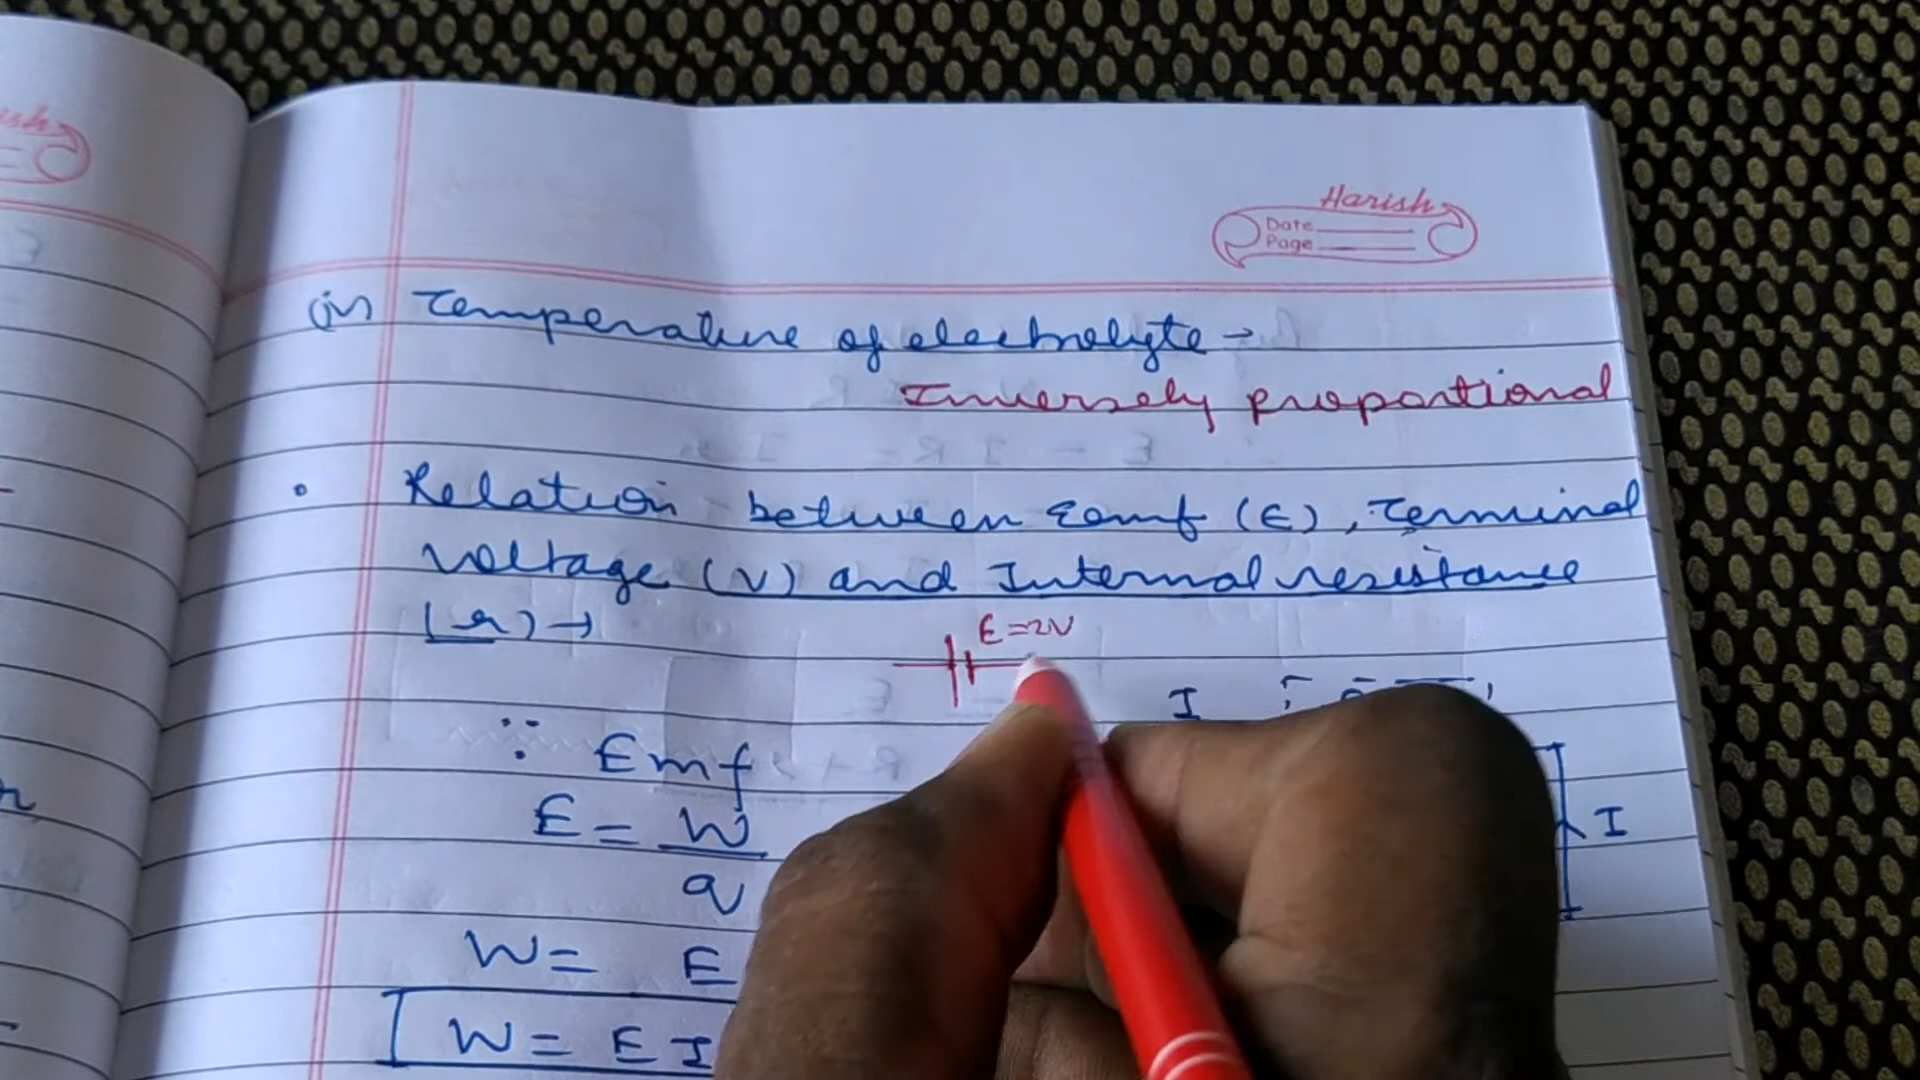 Harish
Date
Page
(iv) Temperature of electrolyte →
Inversely proportional
• Relation between Eemf (E), Terminal
Voltage (V) and Internal resistance
(r) →
E = 2V
I
∵ Emf
E = W
q
I
W = E
W = EI